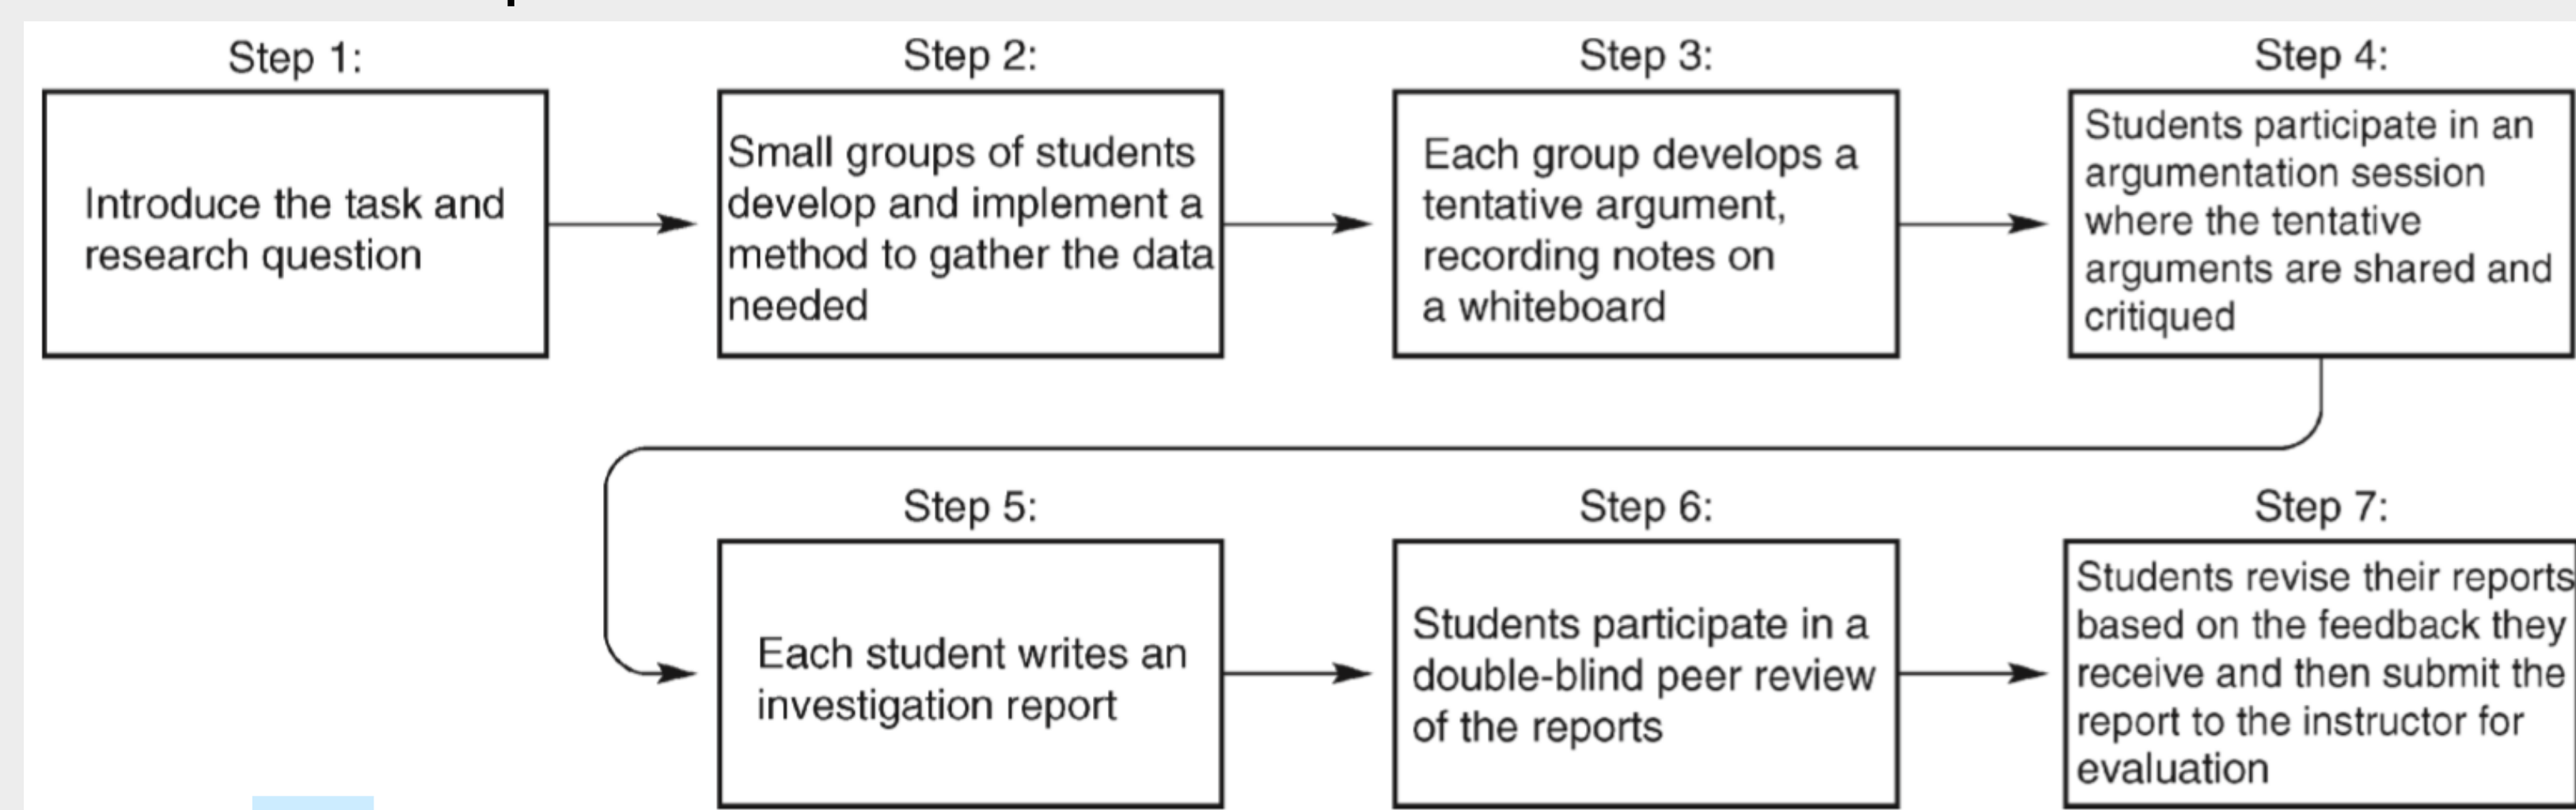 Step 1:
Introduce the task and
research question
Step 2:
Small groups of students
develop and implement a
method to gather the data
needed
Step 3:
Each group develops a
tentative argument,
recording notes on
a whiteboard
Step 4:
Students participate in an
argumentation session
where the tentative
arguments are shared and
critiqued
Step 5:
Each student writes an
investigation report
Step 6:
Students participate in a
double-blind peer review
of the reports
Step 7:
Students revise their reports
based on the feedback they
receive and then submit the
report to the instructor for
evaluation